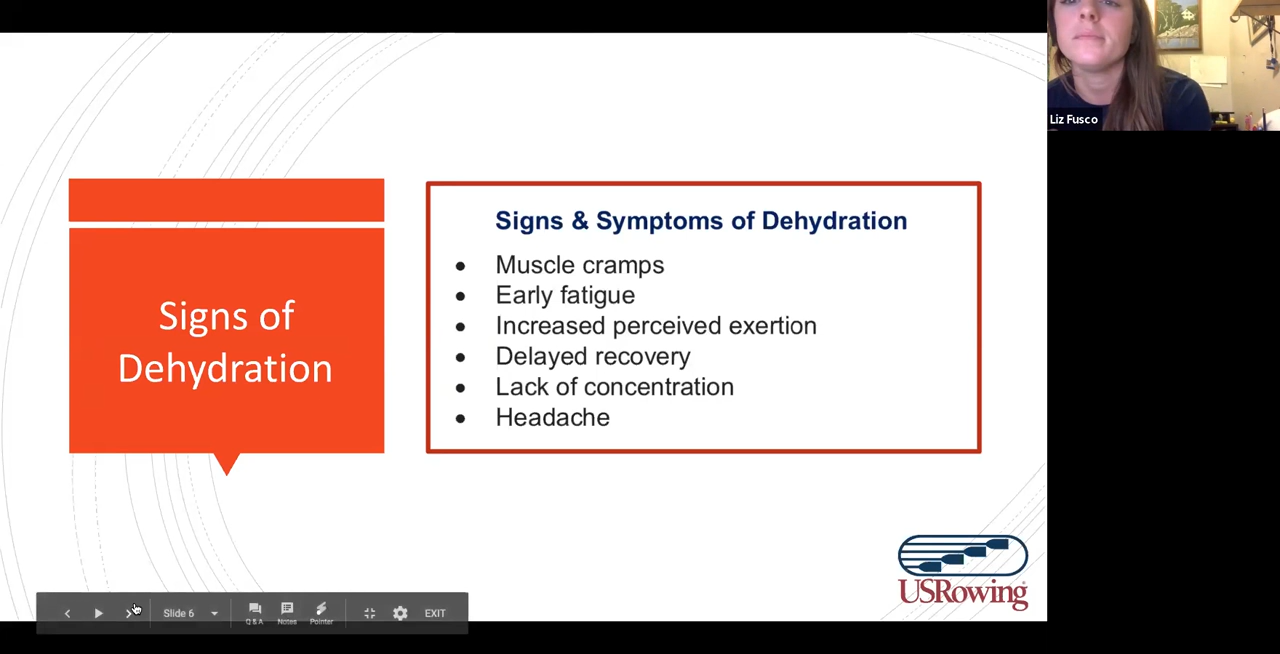 Liz Fusco
Signs of
Dehydration
Signs & Symptoms of Dehydration
• Muscle cramps
• Early fatigue
• Increased perceived exertion
• Delayed recovery
• Lack of concentration
• Headache
USRowing®
Slide 6
Q & A
Notes
Pointer
EXIT